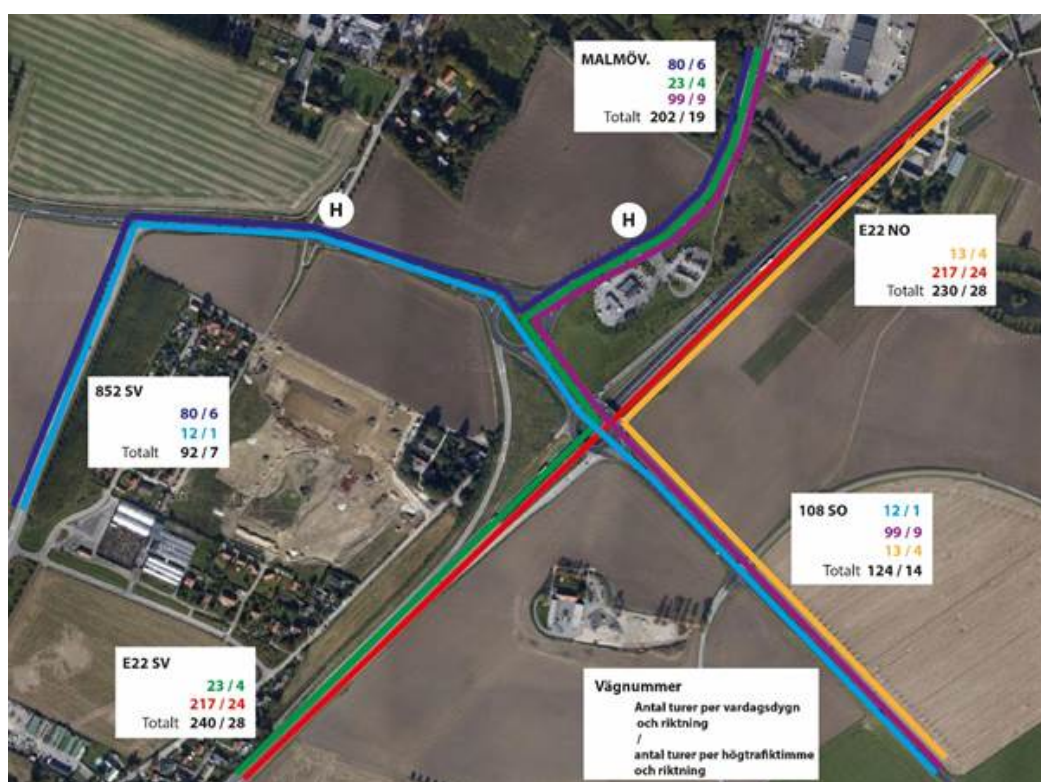 MALMÖV.
80 / 6
23 / 4
99 / 9
Totalt 202 / 19
H
H
E22 NO
13 / 4
217 / 24
Totalt 230 / 28
852 SV
80 / 6
12 / 1
Totalt 92 / 7
108 SO 12 / 1
99 / 9
13 / 4
Totalt 124 / 14
E22 SV
23 / 4
217 / 24
Totalt 240 / 28
Vägnummer
Antal turer per vardagsdygn
och riktning
/
antal turer per högtrafiktimme
och riktning